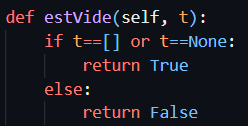 def estVide(self, t):
    if t==[] or t==None:
        return True
    else:
        return False